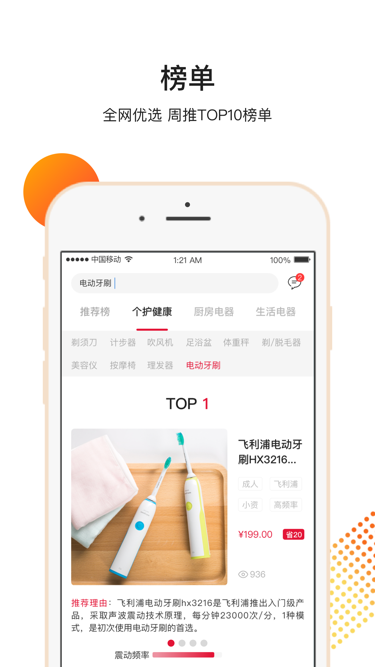 榜单
全网优选 周推TOP10榜单
中国移动 1:21 AM 100%
电动牙刷
2
推荐榜 个护健康 厨房电器 生活电器
剃须刀 计步器 吹风机 足浴盆 体重秤 剃/脱毛器
美容仪 按摩椅 理发器 电动牙刷
TOP 1
飞利浦电动牙
刷HX3216...
成人 飞利浦
小资 高频率
¥199.00 省20
936
推荐理由：飞利浦电动牙刷hx3216是飞利浦推出入门级产
品，采取声波震动技术原理，每分钟23000次/分，1种模
式，是初次使用电动牙刷的首选。
震动频率